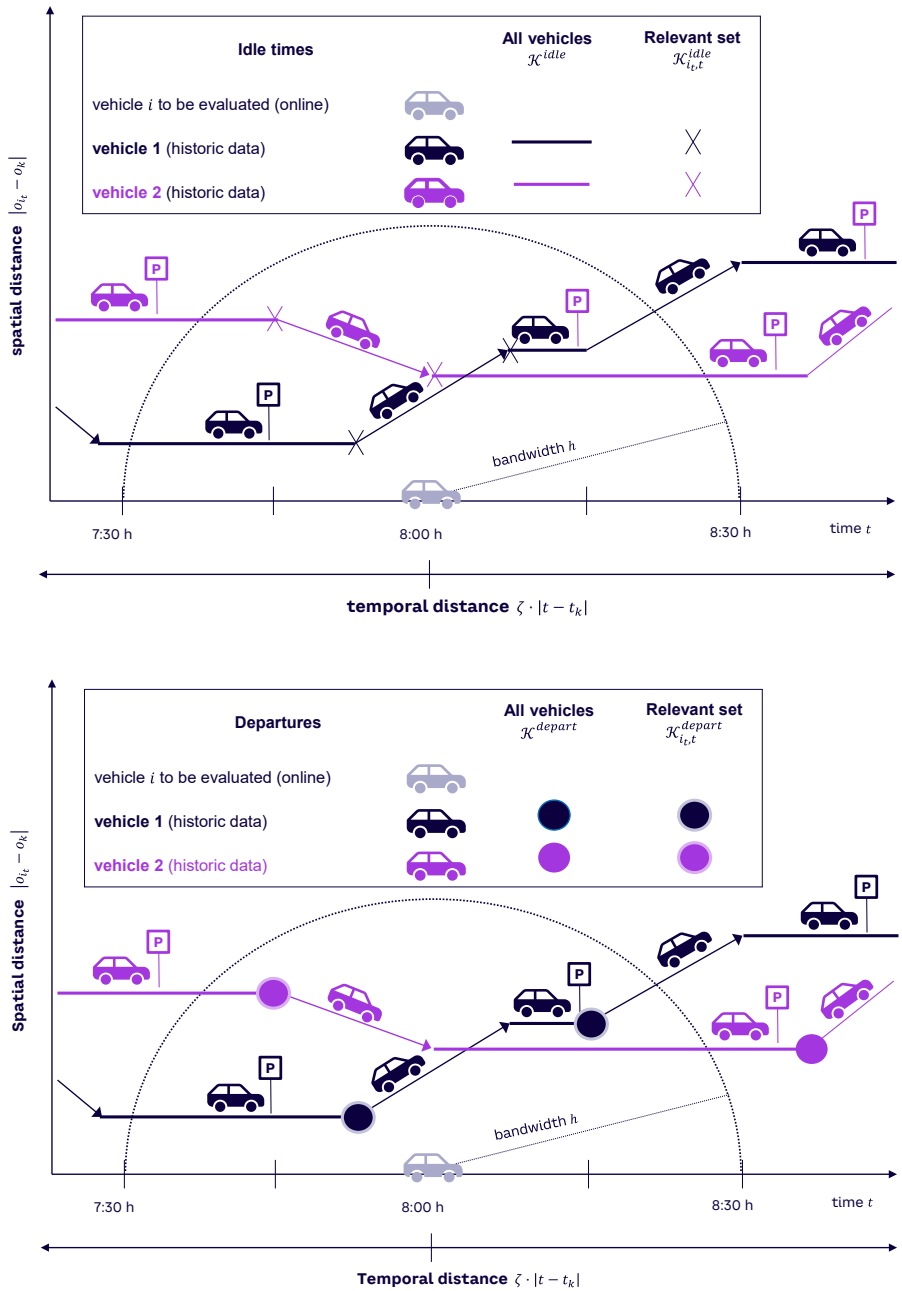 Idle times
All vehicles
𝒦^{idle}
Relevant set
𝒦^{idle}_{i_t,t}
vehicle i to be evaluated (online)
vehicle 1 (historic data)
vehicle 2 (historic data)
spatial distance |o_{i_t} − o_k|
P
P
P
P
P
bandwidth h
7:30 h
8:00 h
8:30 h
time t
temporal distance ζ · |t − t_k|
Departures
All vehicles
𝒦^{depart}
Relevant set
𝒦^{depart}_{i_t,t}
vehicle i to be evaluated (online)
vehicle 1 (historic data)
vehicle 2 (historic data)
Spatial distance |o_{i_t} − o_k|
P
P
P
P
P
bandwidth h
7:30 h
8:00 h
8:30 h
time t
Temporal distance ζ · |t − t_k|